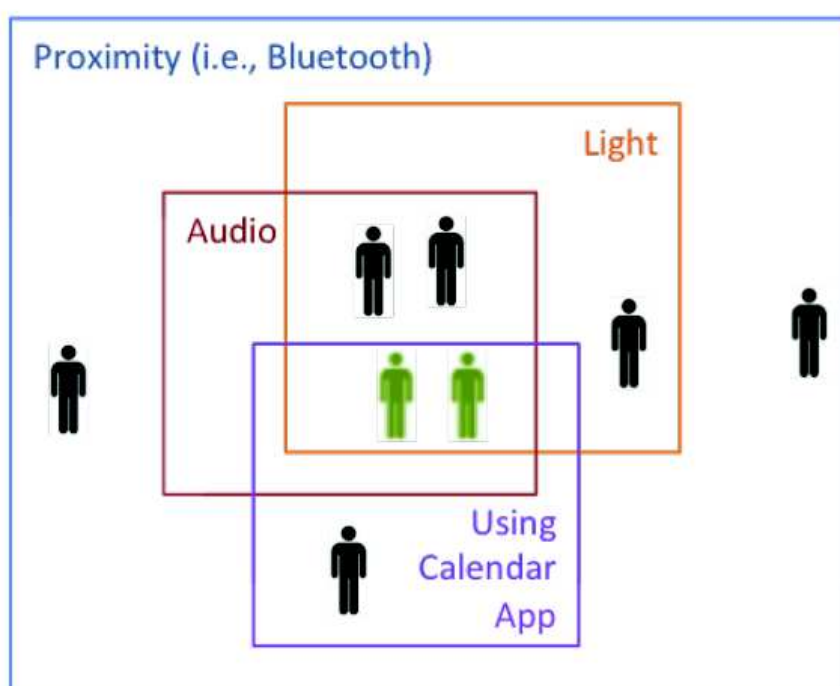 Proximity (i.e., Bluetooth)
Light
Audio
Using
Calendar
App